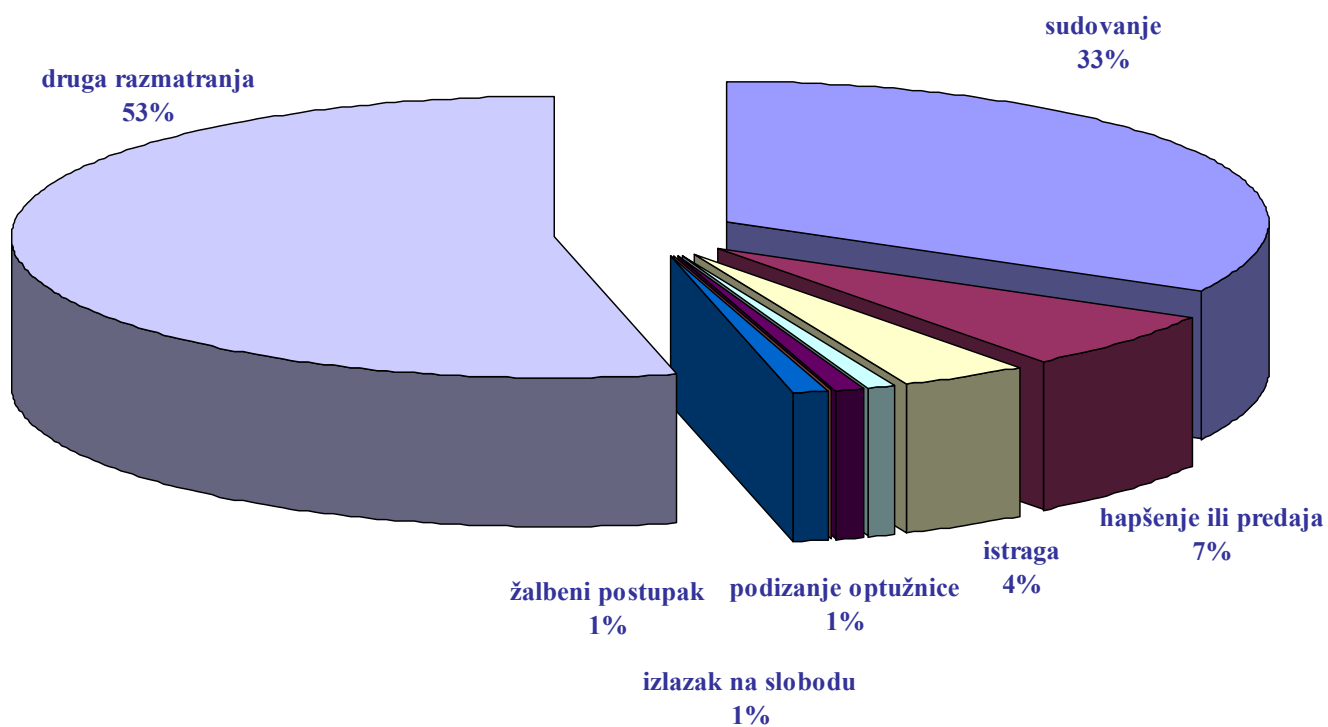 sudovanje
33%
druga razmatranja
53%
hapšenje ili predaja
7%
istraga
4%
podizanje optužnice
1%
žalbeni postupak
1%
izlazak na slobodu
1%